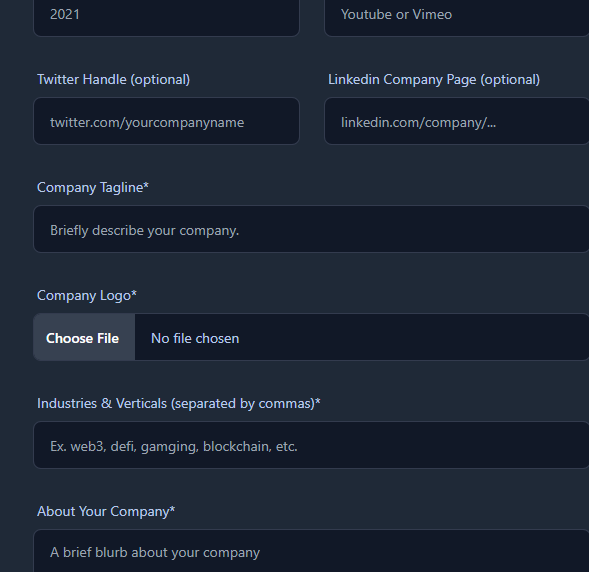 2021
Youtube or Vimeo
Twitter Handle (optional)
Linkedin Company Page (optional)
twitter.com/yourcompanyname
linkedin.com/company/...
Company Tagline*
Briefly describe your company.
Company Logo*
Choose File No file chosen
Industries & Verticals (separated by commas)*
Ex. web3, defi, gamging, blockchain, etc.
About Your Company*
A brief blurb about your company